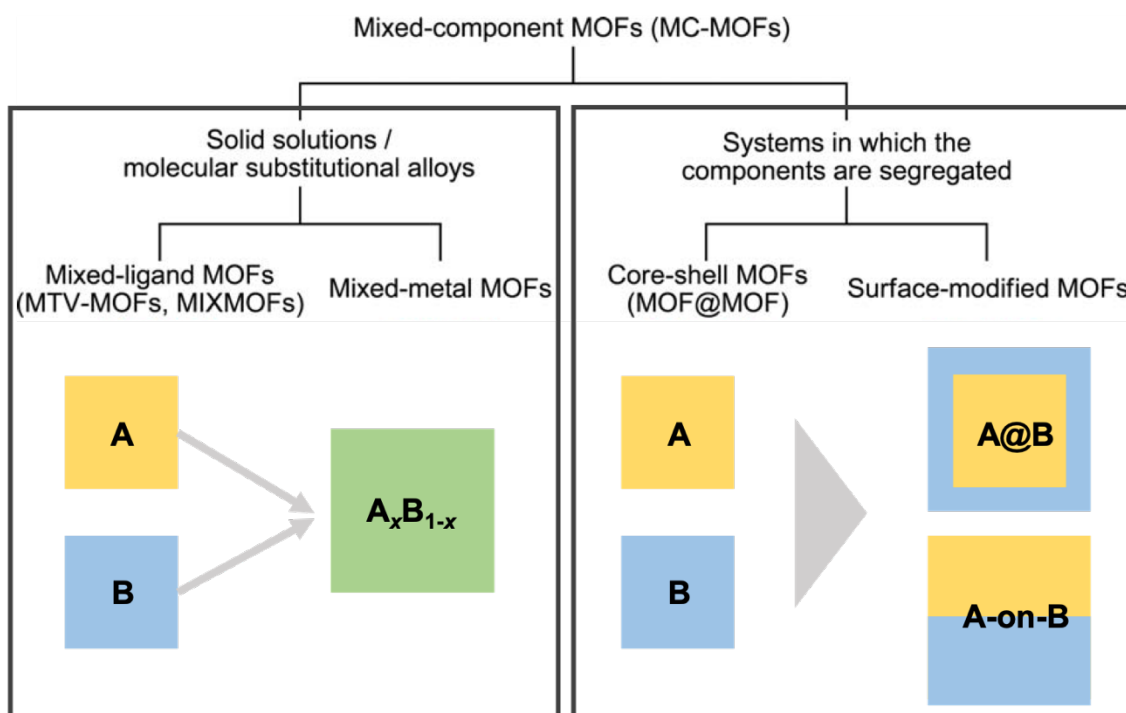 Mixed-component MOFs (MC-MOFs)
Solid solutions /
molecular substitutional alloys
Mixed-ligand MOFs
(MTV-MOFs, MIXMOFs)
Mixed-metal MOFs
A
B
AₓB₁₋ₓ
Systems in which the
components are segregated
Core-shell MOFs
(MOF@MOF)
Surface-modified MOFs
A
B
A@B
A-on-B